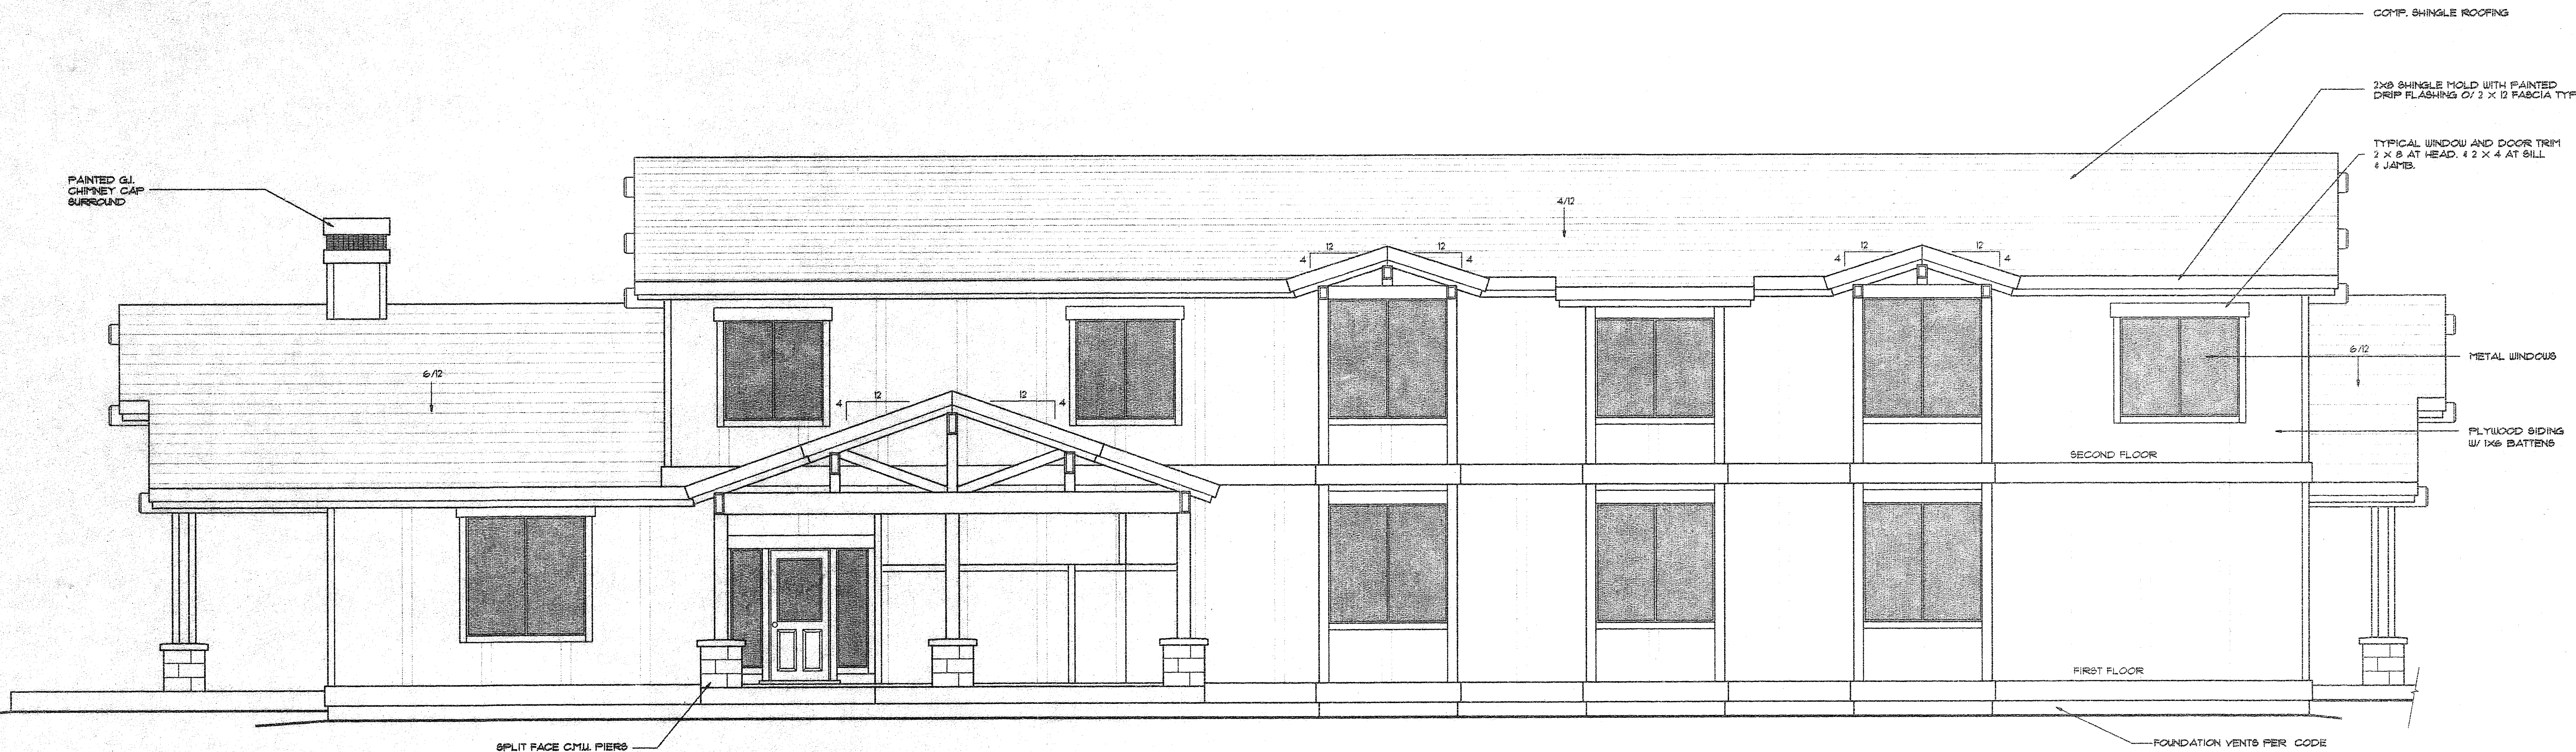 COMP. SHINGLE ROOFING
2X8 SHINGLE MOLD WITH PAINTED
DRIP FLASHING O/ 2 X 12 FASCIA TYP
TYPICAL WINDOW AND DOOR TRIM
2 X 8 AT HEAD. & 2 X 4 AT SILL
& JAMB.
PAINTED G.I.
CHIMNEY CAP
SURROUND
4/12
12 12
4 4
12 12
4 4
6/12
METAL WINDOWS
6/12
12 12
4 4
PLYWOOD SIDING
W/ 1X6 BATTENS
SECOND FLOOR
FIRST FLOOR
SPLIT FACE C.M.U. PIERS
FOUNDATION VENTS PER CODE